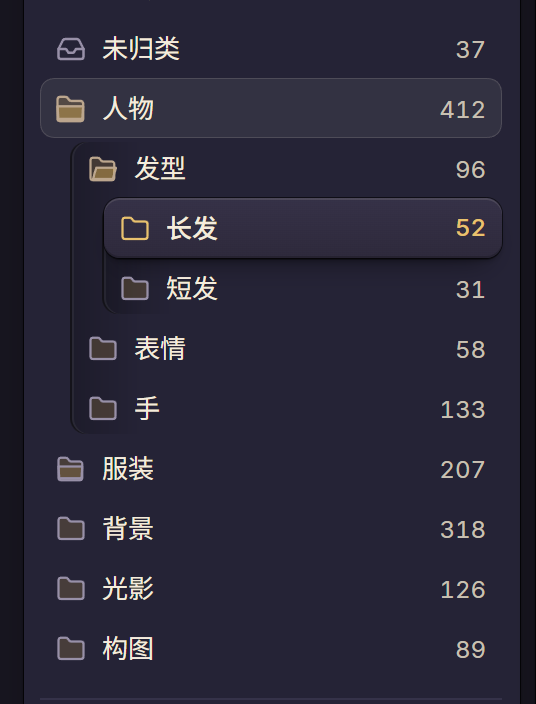 未归类 37
人物 412
发型 96
长发 52
短发 31
表情 58
手 133
服装 207
背景 318
光影 126
构图 89